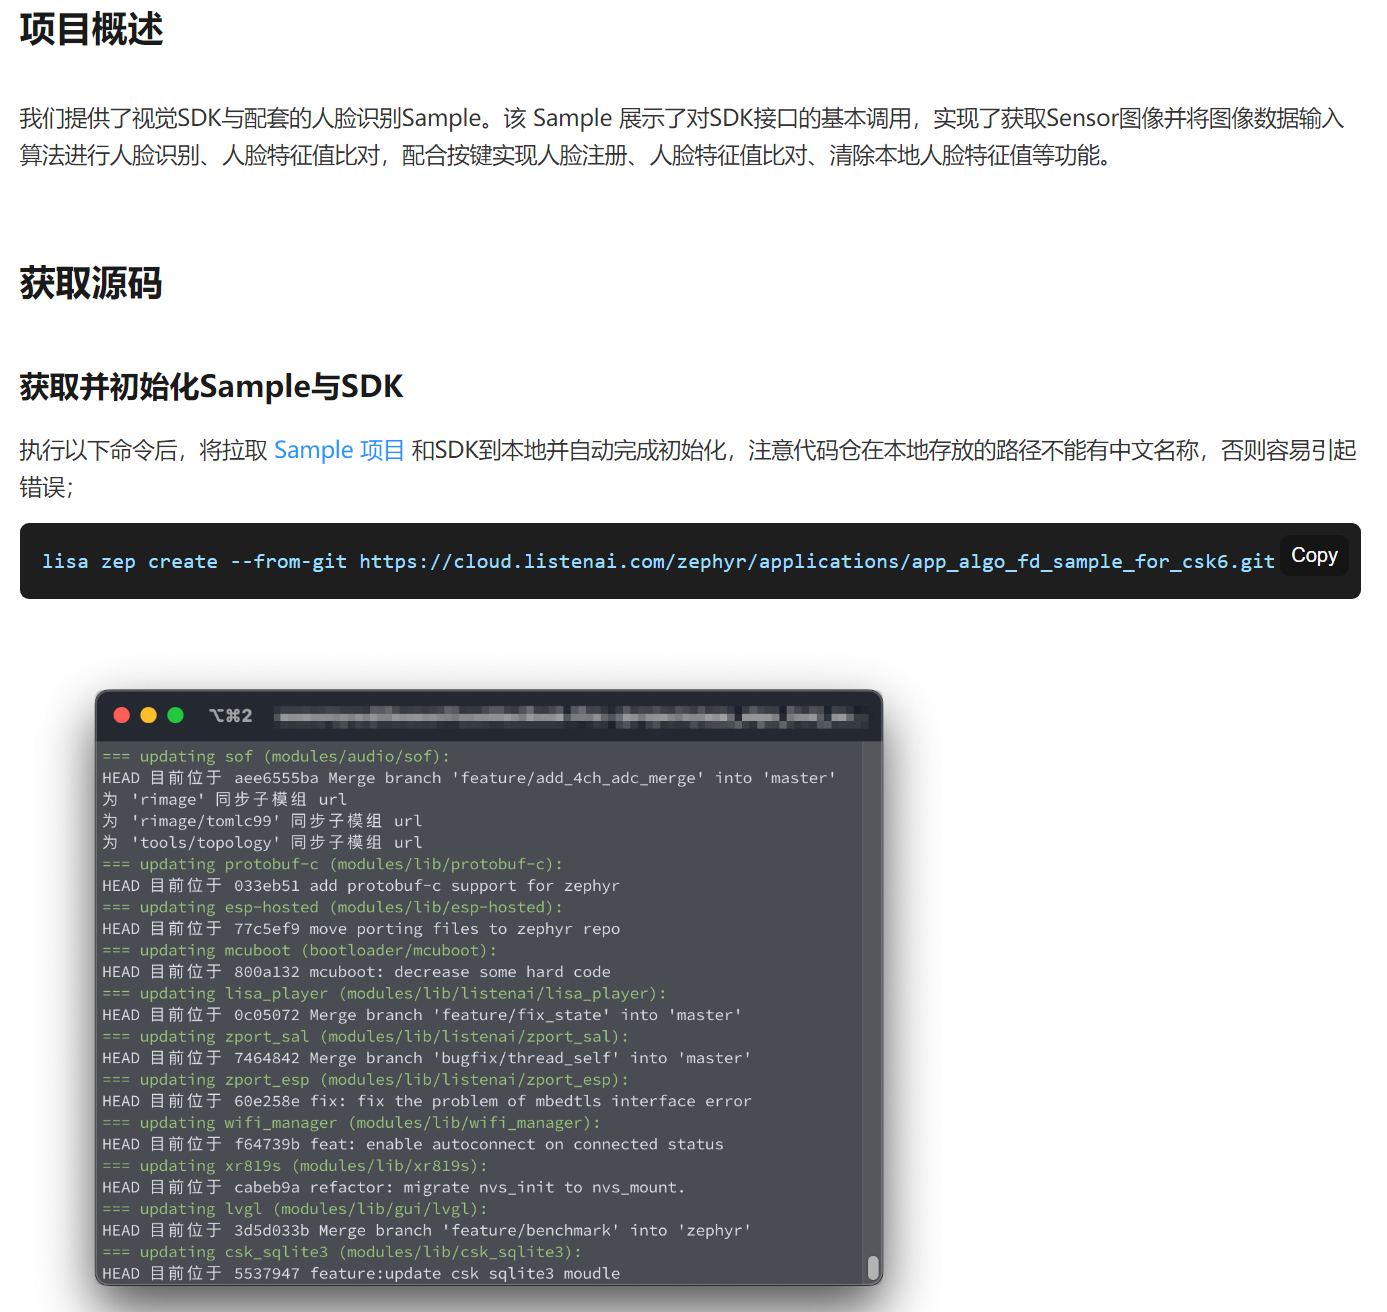 项目概述
我们提供了视觉SDK与配套的人脸识别Sample。该 Sample 展示了对SDK接口的基本调用，实现了获取Sensor图像并将图像数据输入
算法进行人脸识别、人脸特征值比对，配合按键实现人脸注册、人脸特征值比对、清除本地人脸特征值等功能。
获取源码
获取并初始化Sample与SDK
执行以下命令后，将拉取 Sample 项目 和SDK到本地并自动完成初始化，注意代码仓在本地存放的路径不能有中文名称，否则容易引起
错误；
lisa zep create --from-git https://cloud.listenai.com/zephyr/applications/app_algo_fd_sample_for_csk6.git
Copy
⌥⌘2
=== updating sof (modules/audio/sof):
HEAD 目前位于 aee6555ba Merge branch 'feature/add_4ch_adc_merge' into 'master'
为 'rimage' 同步子模组 url
为 'rimage/tomlc99' 同步子模组 url
为 'tools/topology' 同步子模组 url
=== updating protobuf-c (modules/lib/protobuf-c):
HEAD 目前位于 033eb51 add protobuf-c support for zephyr
=== updating esp-hosted (modules/lib/esp-hosted):
HEAD 目前位于 77c5ef9 move porting files to zephyr repo
=== updating mcuboot (bootloader/mcuboot):
HEAD 目前位于 800a132 mcuboot: decrease some hard code
=== updating lisa_player (modules/lib/listenai/lisa_player):
HEAD 目前位于 0c05072 Merge branch 'feature/fix_state' into 'master'
=== updating zport_sal (modules/lib/listenai/zport_sal):
HEAD 目前位于 7464842 Merge branch 'bugfix/thread_self' into 'master'
=== updating zport_esp (modules/lib/listenai/zport_esp):
HEAD 目前位于 60e258e fix: fix the problem of mbedtls interface error
=== updating wifi_manager (modules/lib/wifi_manager):
HEAD 目前位于 f64739b feat: enable autoconnect on connected status
=== updating xr819s (modules/lib/xr819s):
HEAD 目前位于 cabeb9a refactor: migrate nvs_init to nvs_mount.
=== updating lvgl (modules/lib/gui/lvgl):
HEAD 目前位于 3d5d033b Merge branch 'feature/benchmark' into 'zephyr'
=== updating csk_sqlite3 (modules/lib/csk_sqlite3):
HEAD 目前位于 5537947 feature:update csk sqlite3 moudle